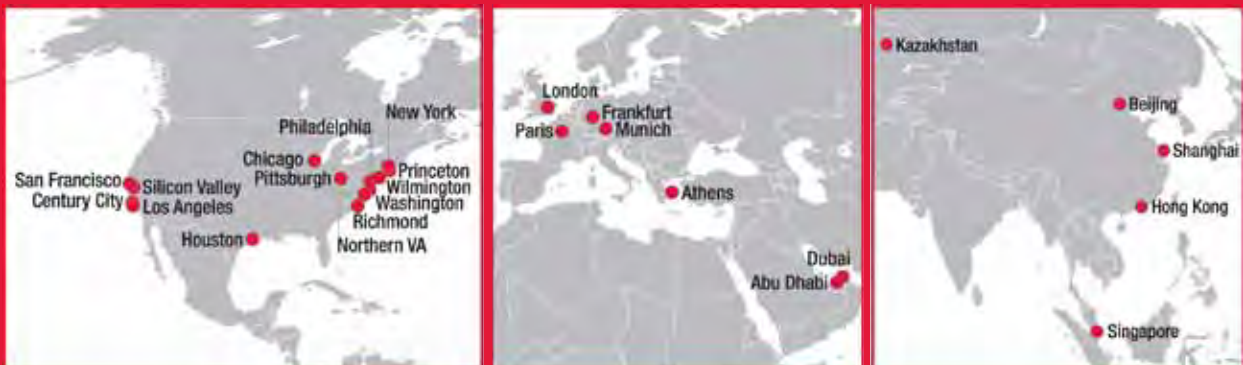 New York
Philadelphia
Chicago
Pittsburgh
Princeton
Wilmington
Washington
Richmond
Northern VA
San Francisco
Silicon Valley
Century City
Los Angeles
Houston
London
Frankfurt
Paris
Munich
Athens
Dubai
Abu Dhabi
Kazakhstan
Beijing
Shanghai
Hong Kong
Singapore